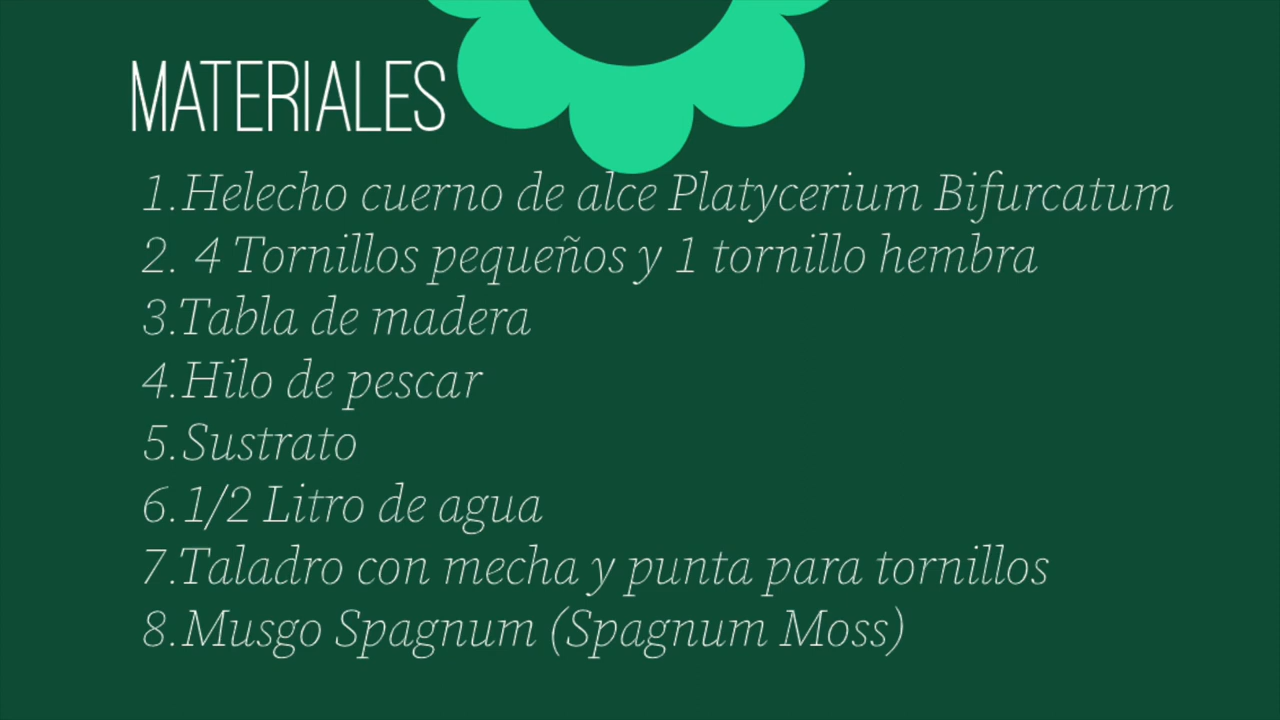 MATERIALES
1.Helecho cuerno de alce Platycerium Bifurcatum
2. 4 Tornillos pequeños y 1 tornillo hembra
3.Tabla de madera
4.Hilo de pescar
5.Sustrato
6.1/2 Litro de agua
7.Taladro con mecha y punta para tornillos
8.Musgo Spagnum (Spagnum Moss)